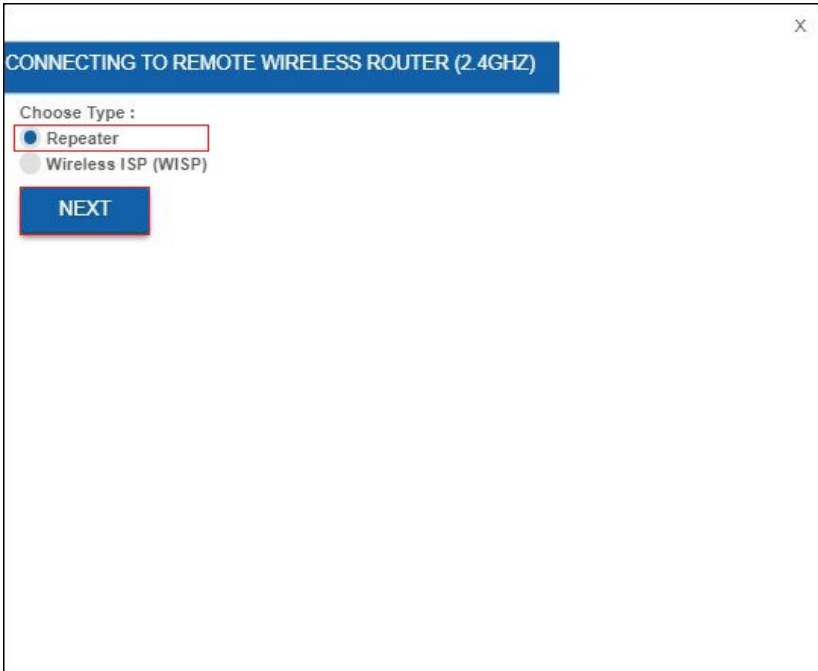 X
CONNECTING TO REMOTE WIRELESS ROUTER (2.4GHZ)
Choose Type :
Repeater
Wireless ISP (WISP)
NEXT